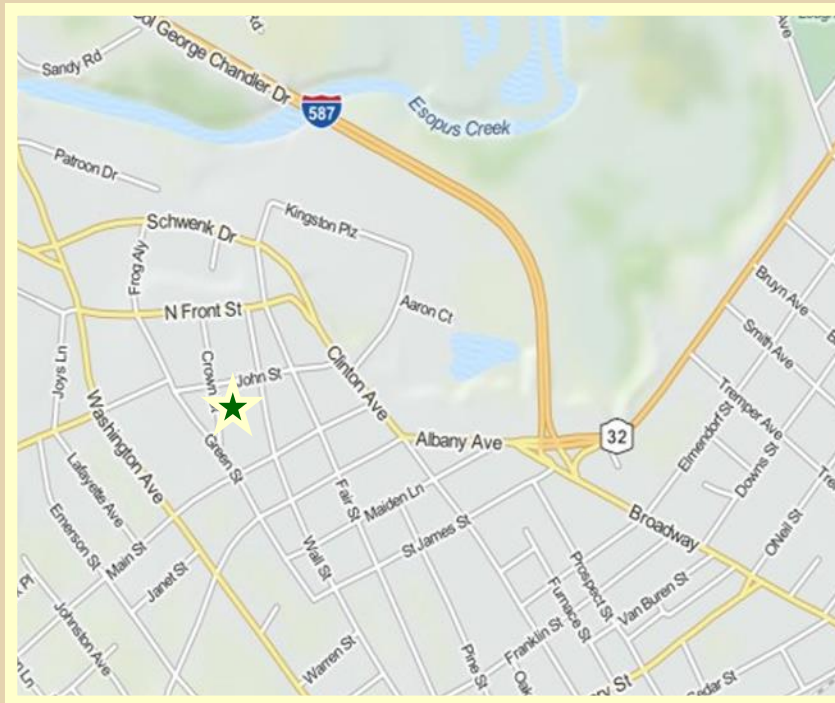 Col George Chandler Dr
Rd
Ave
Sandy Rd
587
Esopus Creek
Patroon Dr
Kingston Plz
Schwenk Dr
Frog Aly
Bruyn Ave
Aaron Ct
N Front St
Smith Ave
Joys Ln
Crown
John St
Clinton Ave
Tremper Ave
Washington Ave
Albany Ave
32
Elmendorf St
Green St
Downs St
Lafayette Ave
Fair St
Maiden Ln
Broadway
Emerson St
Main St
St James St
ONeil St
Wall St
Janet St
Prospect St
Furnace St
Van Buren St
Johnston Ave
Franklin St
Warren St
Pine St
Ln